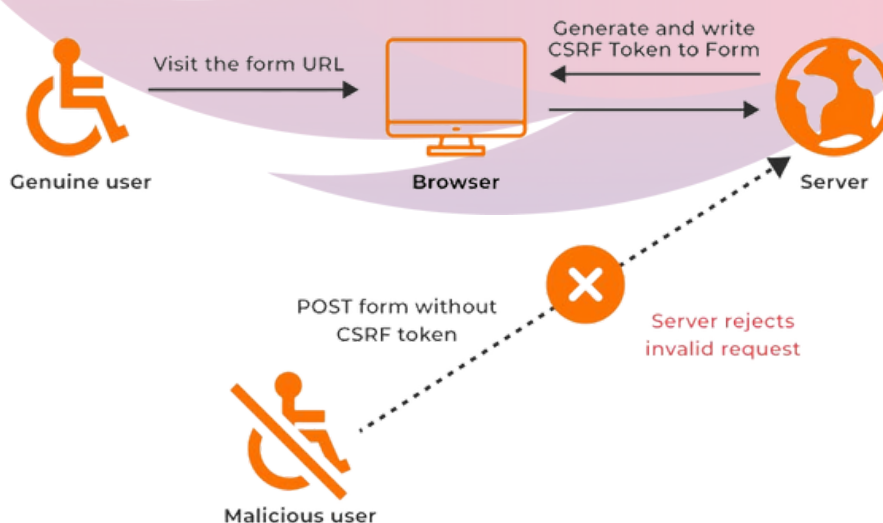 Generate and write
CSRF Token to Form
Visit the form URL
Genuine user
Browser
Server
POST form without
CSRF token
Server rejects
invalid request
Malicious user